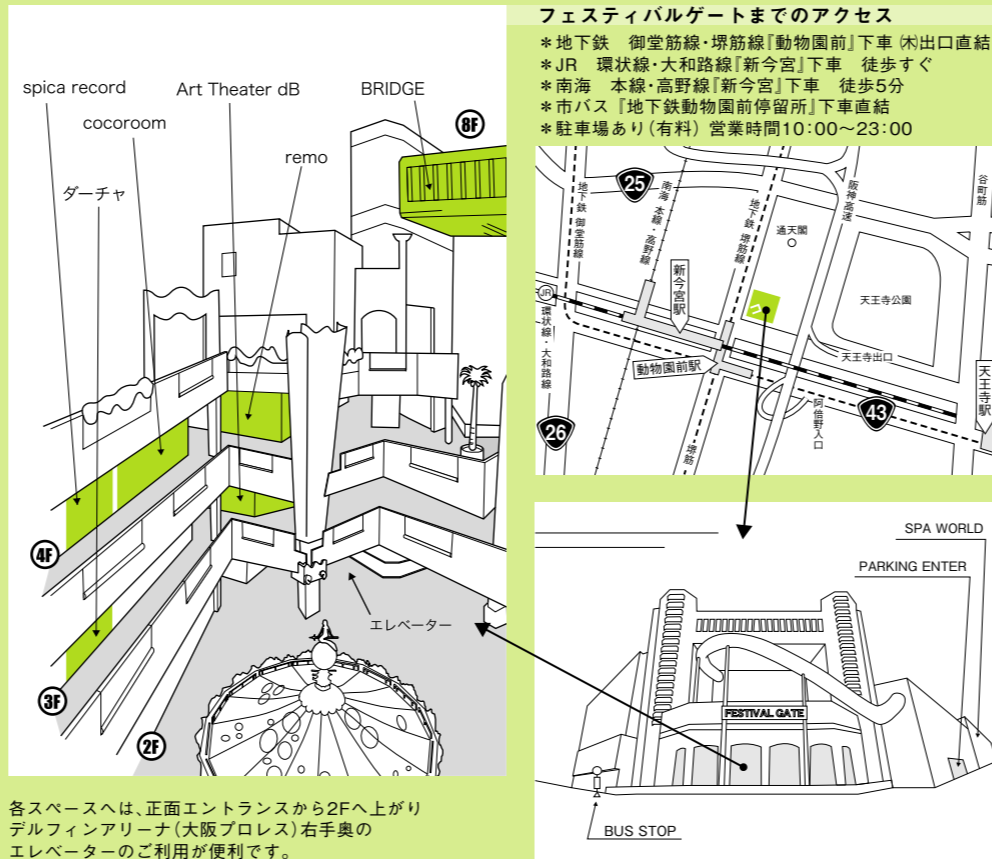 フェスティバルゲートまでのアクセス
＊地下鉄　御堂筋線・堺筋線『動物園前』下車 ㈭出口直結
＊JR　環状線・大和路線『新今宮』下車　徒歩すぐ
＊南海　本線・高野線『新今宮』下車　徒歩5分
＊市バス『地下鉄動物園前停留所』下車直結
＊駐車場あり(有料) 営業時間10：00〜23：00
spica record
Art Theater dB
BRIDGE
cocoroom
8F
remo
ダーチャ
4F
エレベーター
3F
2F
25
地下鉄 御堂筋線
南海 本線・高野線
地下鉄 堺筋線
阪神高速
谷町筋
通天閣
新今宮駅
JR
環状線・大和路線
天王寺公園
天王寺出口
動物園前駅
天王寺駅
阿倍野入口
43
26
堺筋
SPA WORLD
PARKING ENTER
FESTIVAL GATE
BUS STOP
各スペースへは、正面エントランスから2Fへ上がり
デルフィンアリーナ(大阪プロレス)右手奥の
エレベーターのご利用が便利です。